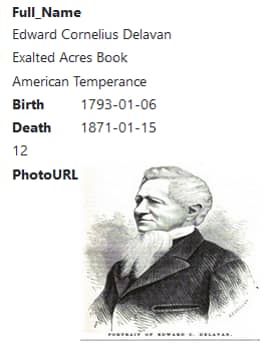 Full_Name
Edward Cornelius Delavan
Exalted Acres Book
American Temperance
Birth 1793-01-06
Death 1871-01-15
12
PhotoURL
PORTRAIT OF EDWARD C. DELAVAN.